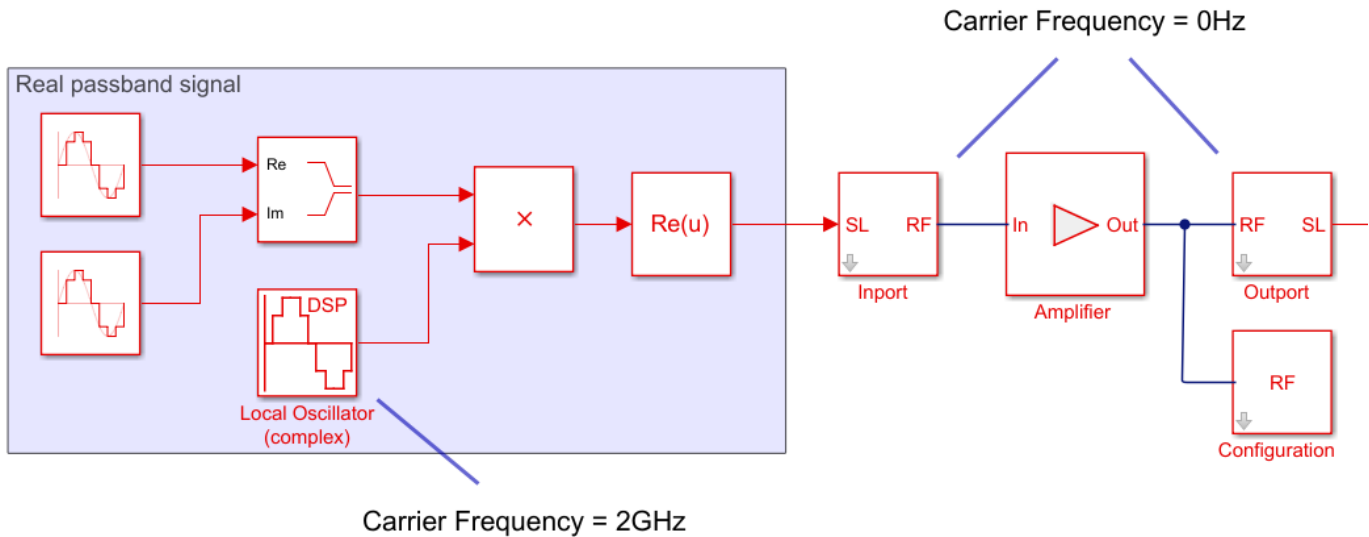 Carrier Frequency = 0Hz
Real passband signal
Re
Im
×
Re(u)
SL RF
Inport
In Out
Amplifier
RF SL
Outport
DSP
Local Oscillator
(complex)
RF
Configuration
Carrier Frequency = 2GHz